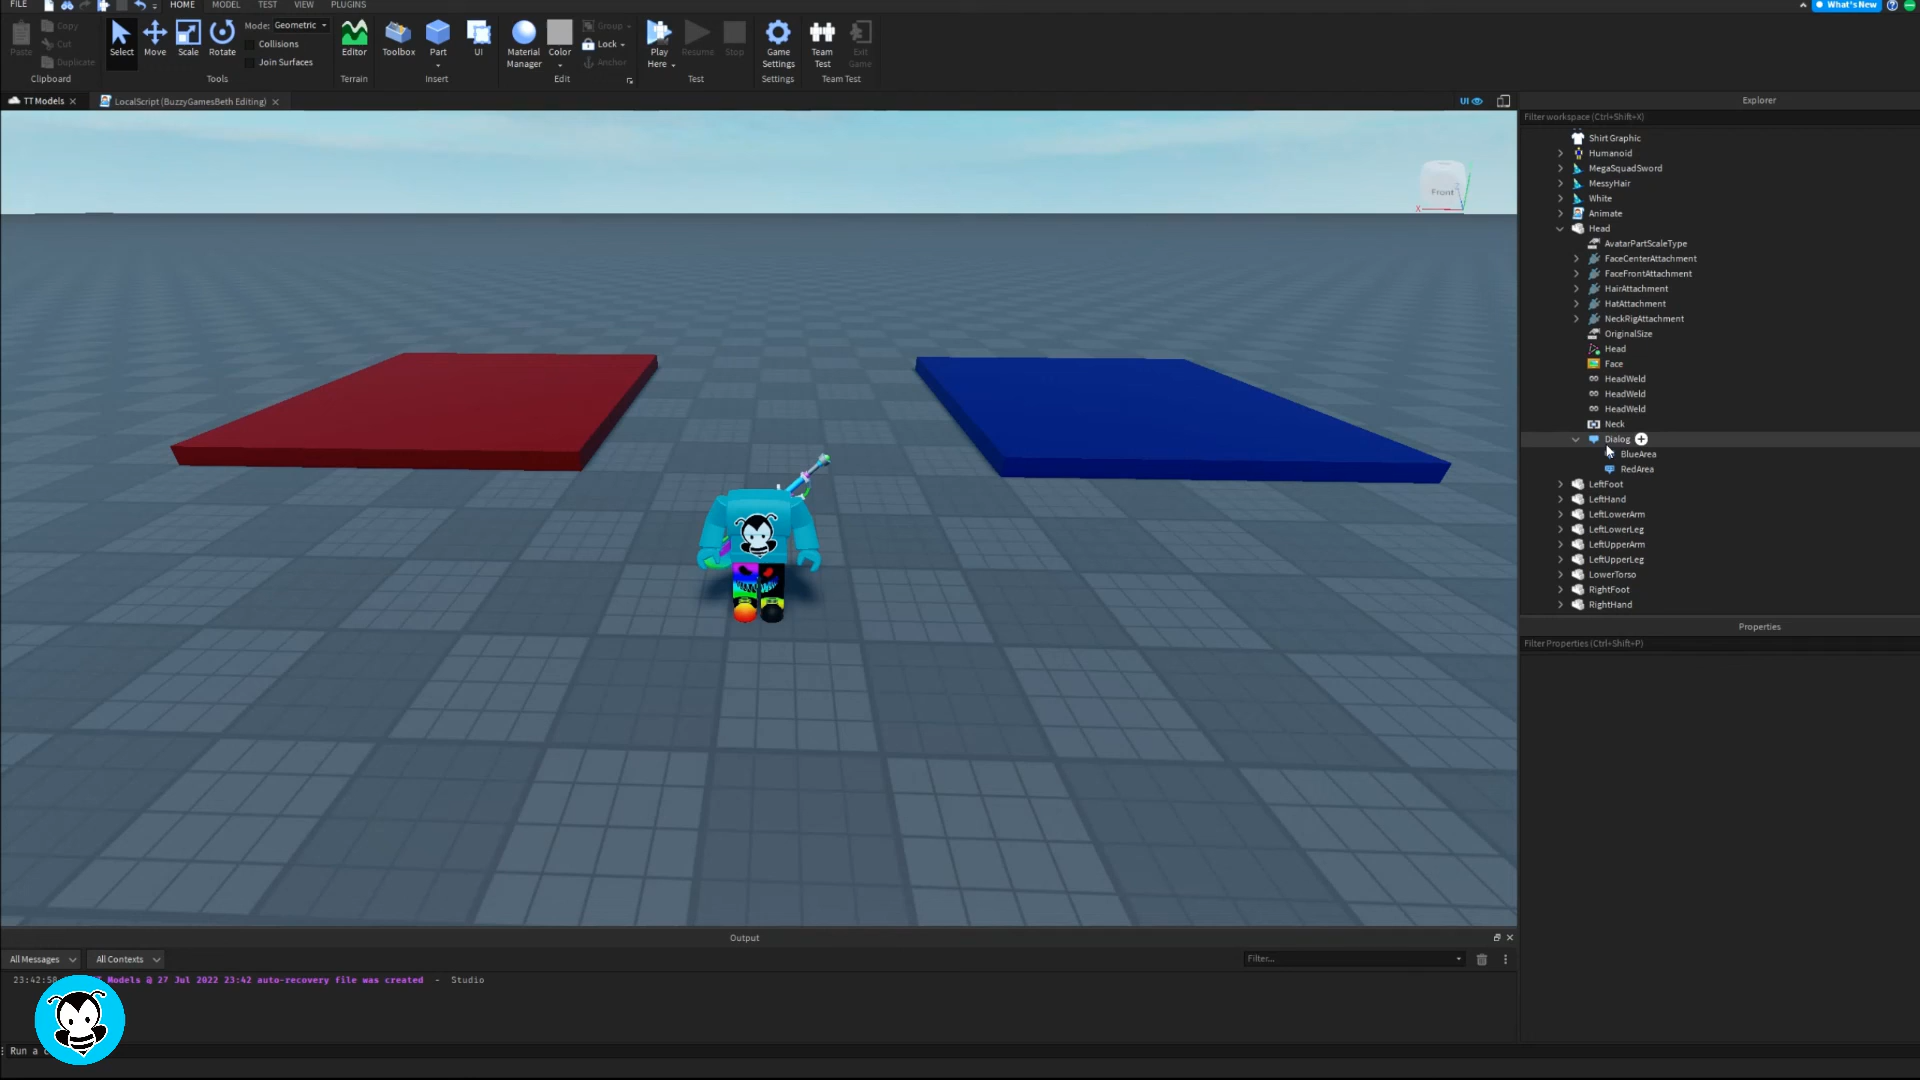 FILE HOME MODEL TEST VIEW PLUGINS What's New
Paste Copy Cut Duplicate Clipboard
Select Move Scale Rotate Mode: Geometric Collisions Join Surfaces Tools
Editor Terrain
Toolbox Part UI Insert
Material Manager Color Group Lock Anchor Edit
Play Here Resume Stop Test
Game Settings Settings
Team Test Exit Game Team Test
TT Models LocalScript (BuzzyGamesBeth Editing) UI
Front
X
Explorer
Filter workspace (Ctrl+Shift+X)
Shirt Graphic
Humanoid
MegaSquadSword
MessyHair
White
Animate
Head
AvatarPartScaleType
FaceCenterAttachment
FaceFrontAttachment
HairAttachment
HatAttachment
NeckRigAttachment
OriginalSize
Head
Face
HeadWeld
HeadWeld
HeadWeld
Neck
Dialog
BlueArea
RedArea
LeftFoot
LeftHand
LeftLowerArm
LeftLowerLeg
LeftUpperArm
LeftUpperLeg
LowerTorso
RightFoot
RightHand
Properties
Filter Properties (Ctrl+Shift+P)
Output
All Messages All Contexts Filter...
23:42:58 Models @ 27 Jul 2022 23:42 auto-recovery file was created - Studio
Run a